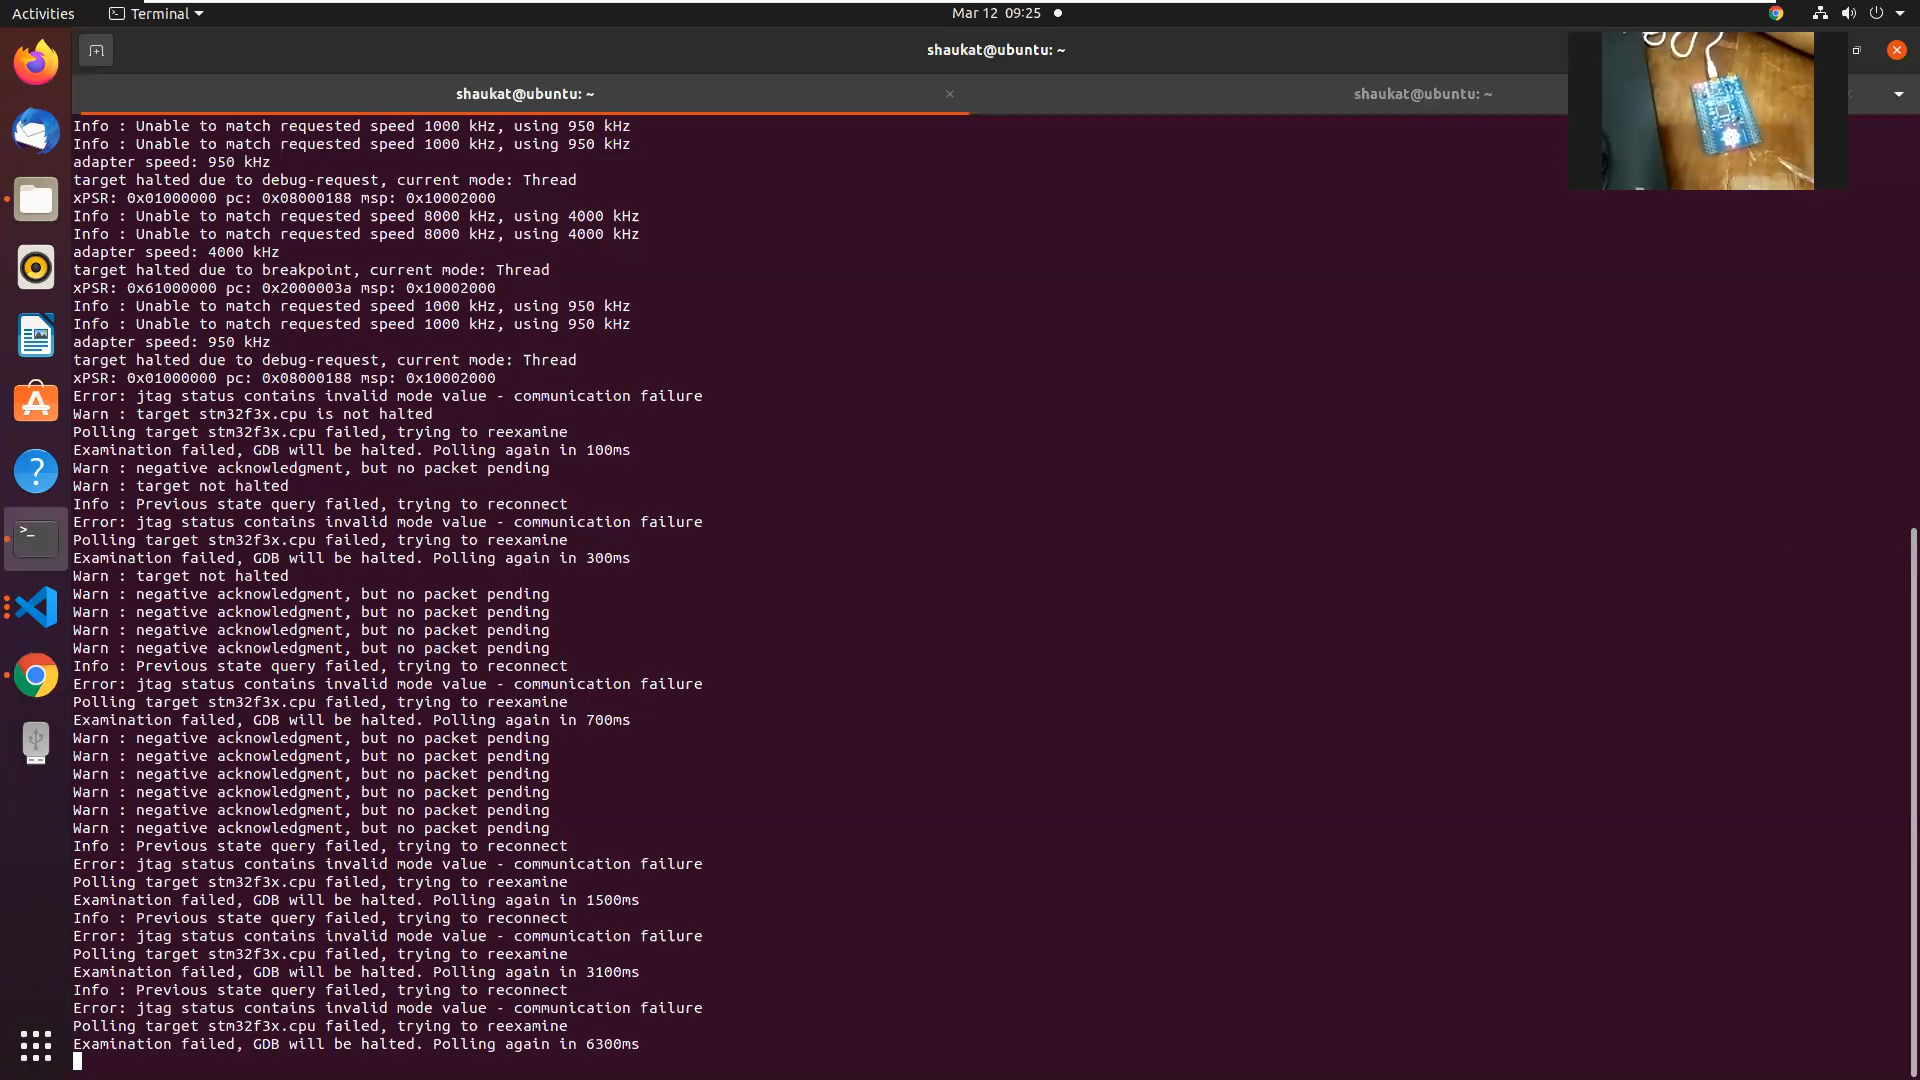 Activities
Terminal
Mar 12 09:25
shaukat@ubuntu: ~
shaukat@ubuntu: ~
shaukat@ubuntu: ~
Info : Unable to match requested speed 1000 kHz, using 950 kHz
Info : Unable to match requested speed 1000 kHz, using 950 kHz
adapter speed: 950 kHz
target halted due to debug-request, current mode: Thread
xPSR: 0x01000000 pc: 0x08000188 msp: 0x10002000
Info : Unable to match requested speed 8000 kHz, using 4000 kHz
Info : Unable to match requested speed 8000 kHz, using 4000 kHz
adapter speed: 4000 kHz
target halted due to breakpoint, current mode: Thread
xPSR: 0x61000000 pc: 0x2000003a msp: 0x10002000
Info : Unable to match requested speed 1000 kHz, using 950 kHz
Info : Unable to match requested speed 1000 kHz, using 950 kHz
adapter speed: 950 kHz
target halted due to debug-request, current mode: Thread
xPSR: 0x01000000 pc: 0x08000188 msp: 0x10002000
Error: jtag status contains invalid mode value - communication failure
Warn : target stm32f3x.cpu is not halted
Polling target stm32f3x.cpu failed, trying to reexamine
Examination failed, GDB will be halted. Polling again in 100ms
Warn : negative acknowledgment, but no packet pending
Warn : target not halted
Info : Previous state query failed, trying to reconnect
Error: jtag status contains invalid mode value - communication failure
Polling target stm32f3x.cpu failed, trying to reexamine
Examination failed, GDB will be halted. Polling again in 300ms
Warn : target not halted
Warn : negative acknowledgment, but no packet pending
Warn : negative acknowledgment, but no packet pending
Warn : negative acknowledgment, but no packet pending
Warn : negative acknowledgment, but no packet pending
Info : Previous state query failed, trying to reconnect
Error: jtag status contains invalid mode value - communication failure
Polling target stm32f3x.cpu failed, trying to reexamine
Examination failed, GDB will be halted. Polling again in 700ms
Warn : negative acknowledgment, but no packet pending
Warn : negative acknowledgment, but no packet pending
Warn : negative acknowledgment, but no packet pending
Warn : negative acknowledgment, but no packet pending
Warn : negative acknowledgment, but no packet pending
Warn : negative acknowledgment, but no packet pending
Info : Previous state query failed, trying to reconnect
Error: jtag status contains invalid mode value - communication failure
Polling target stm32f3x.cpu failed, trying to reexamine
Examination failed, GDB will be halted. Polling again in 1500ms
Info : Previous state query failed, trying to reconnect
Error: jtag status contains invalid mode value - communication failure
Polling target stm32f3x.cpu failed, trying to reexamine
Examination failed, GDB will be halted. Polling again in 3100ms
Info : Previous state query failed, trying to reconnect
Error: jtag status contains invalid mode value - communication failure
Polling target stm32f3x.cpu failed, trying to reexamine
Examination failed, GDB will be halted. Polling again in 6300ms